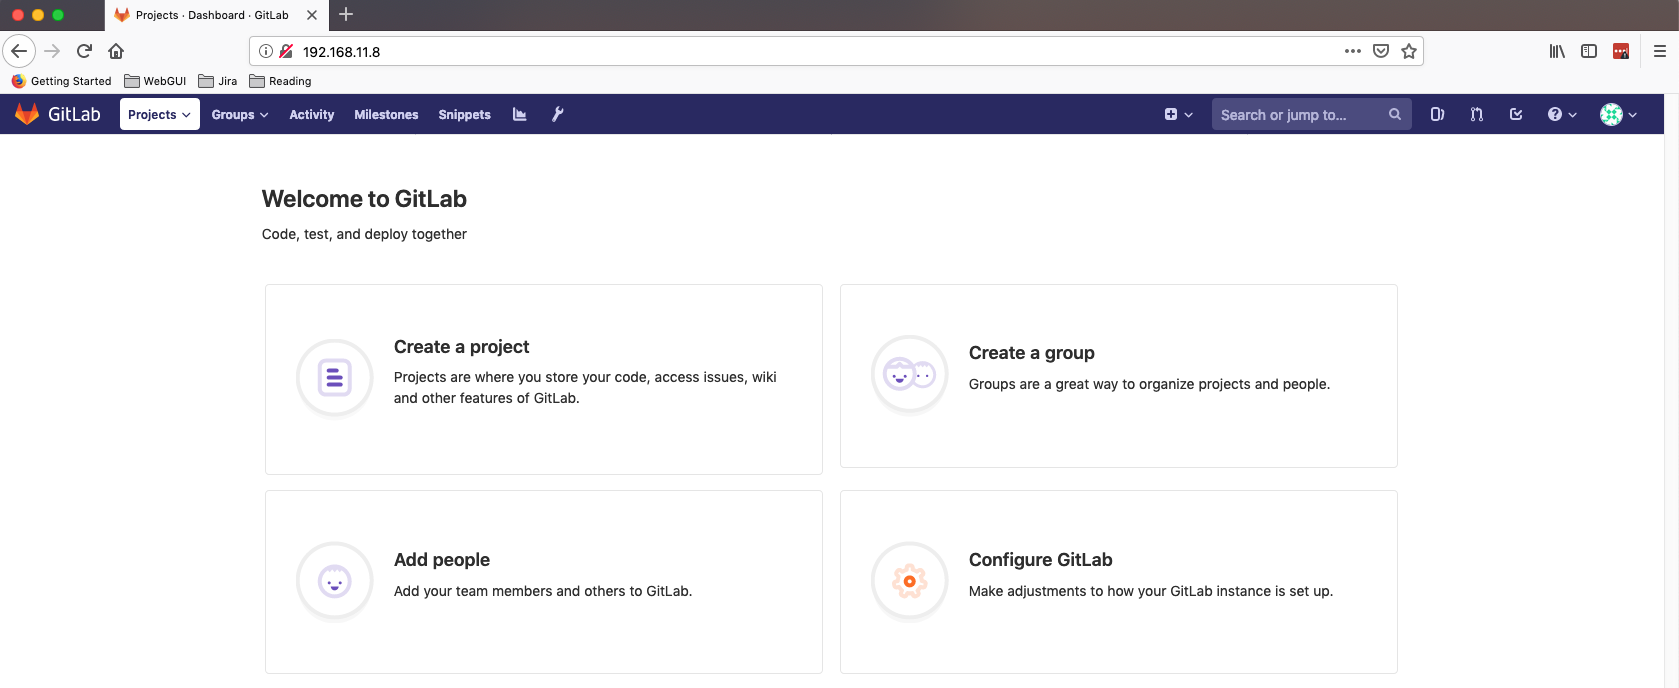 Projects · Dashboard · GitLab
192.168.11.8
Getting Started WebGUI Jira Reading
GitLab Projects Groups Activity Milestones Snippets Search or jump to...
Welcome to GitLab
Code, test, and deploy together
Create a project
Projects are where you store your code, access issues, wiki
and other features of GitLab.
Create a group
Groups are a great way to organize projects and people.
Add people
Add your team members and others to GitLab.
Configure GitLab
Make adjustments to how your GitLab instance is set up.